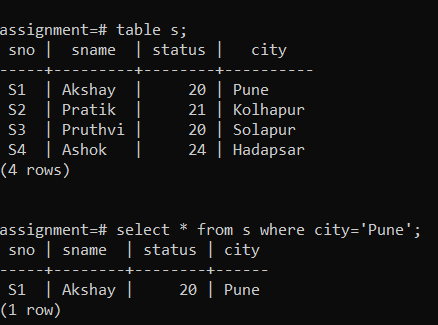 assignment=# table s;
 sno |  sname  | status |   city
-----+---------+--------+----------
 S1  | Akshay  |     20 | Pune
 S2  | Pratik  |     21 | Kolhapur
 S3  | Pruthvi |     20 | Solapur
 S4  | Ashok   |     24 | Hadapsar
(4 rows)
assignment=# select * from s where city='Pune';
 sno | sname  | status | city
-----+--------+--------+------
 S1  | Akshay |     20 | Pune
(1 row)